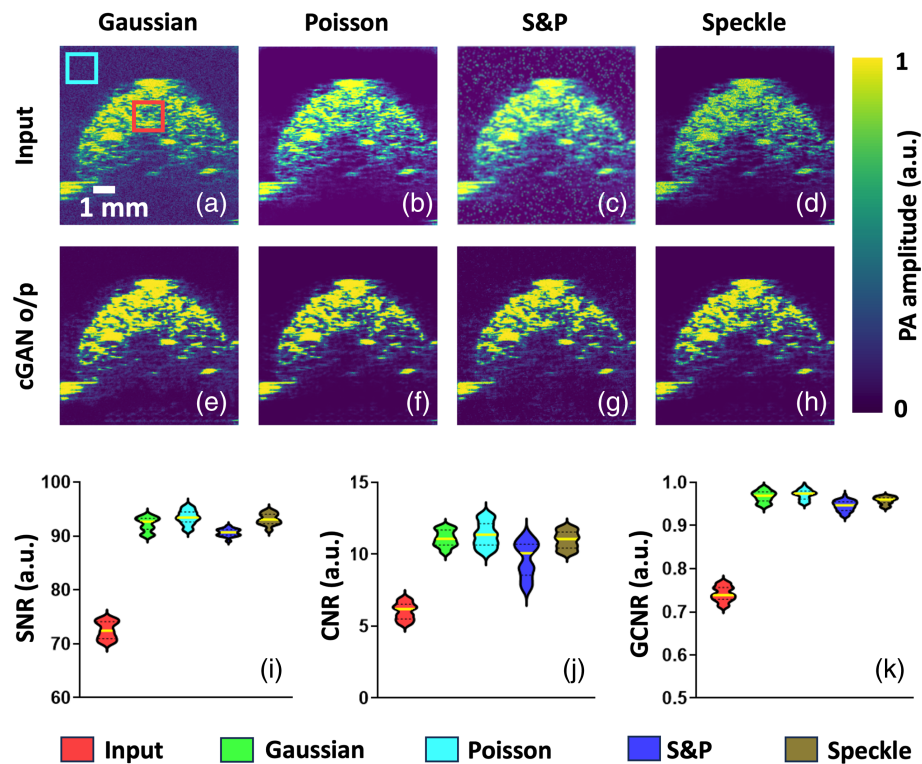 Gaussian Poisson S&P Speckle
Input
1 mm
(a) (b) (c) (d)
cGAN o/p
(e) (f) (g) (h)
1
PA amplitude (a.u.)
0
SNR (a.u.)
100
90
80
70
60
(i)
CNR (a.u.)
15
10
5
0
(j)
GCNR (a.u.)
1.0
0.9
0.8
0.7
0.6
0.5
(k)
Input Gaussian Poisson S&P Speckle